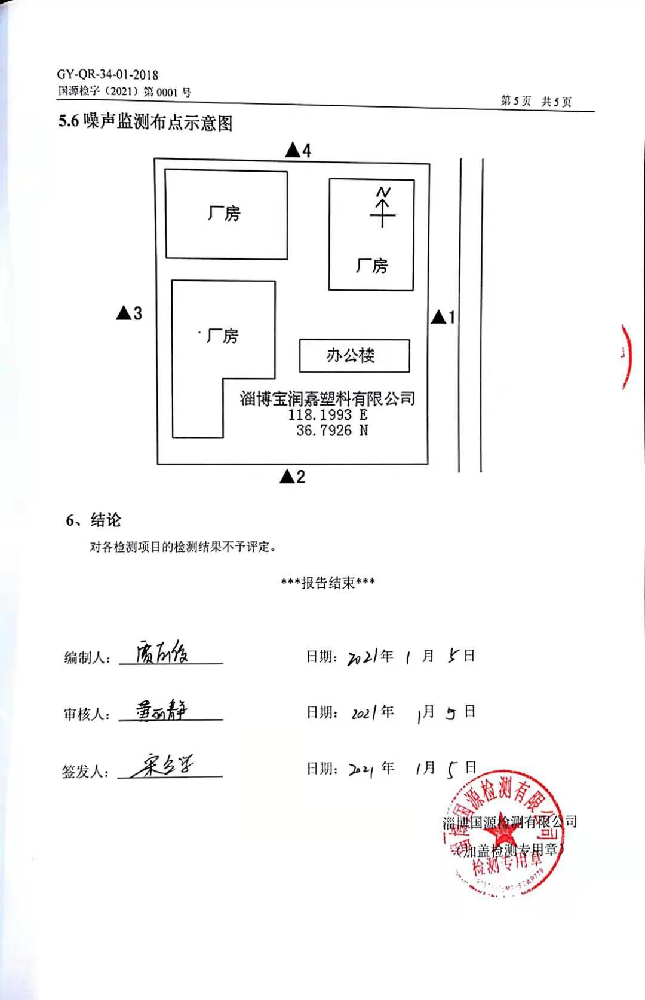 GY-QR-34-01-2018
国源检字（2021）第 0001 号
第 5 页 共 5 页
5.6 噪声监测布点示意图
▲4
厂房
N
厂房
▲3
▲1
厂房
办公楼
淄博宝润嘉塑料有限公司
118.1993 E
36.7926 N
▲2
6、结论
对各检测项目的检测结果不予评定。
***报告结束***
编制人：
日期：2021年 1 月 5 日
审核人：黄丽静
日期：2021年 1月 5 日
签发人：
日期：2021年 1月 5 日
淄博国源检测有限公司
淄博国源检测有限公司
（加盖检测专用章）
检测专用章